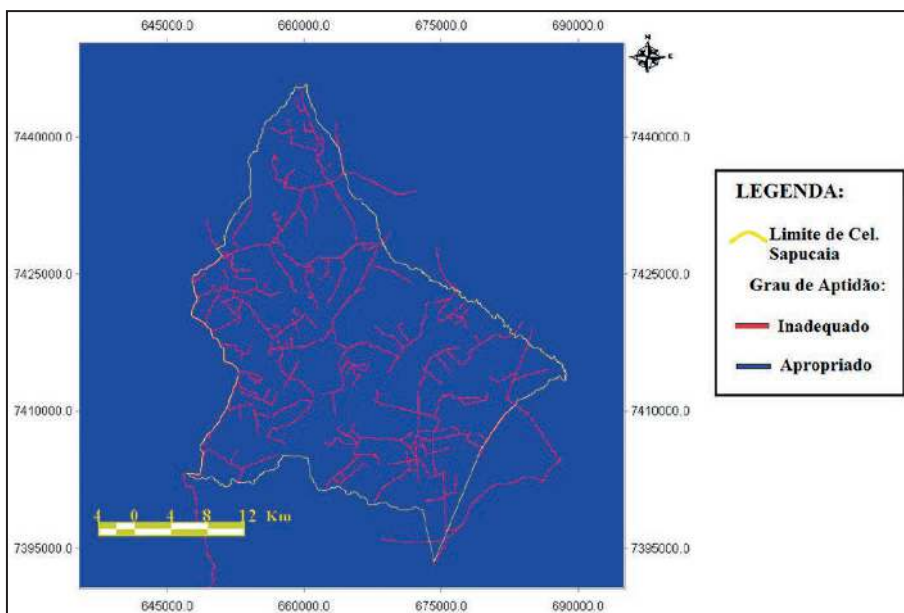 645000.0 660000.0 675000.0 690000.0
N
E
7440000.0 7440000.0
7425000.0 7425000.0
7410000.0 7410000.0
7395000.0 7395000.0
4 0 4 8 12 Km
645000.0 660000.0 675000.0 690000.0
LEGENDA:
Limite de Cel.
Sapucaia
Grau de Aptidão:
Inadequado
Apropriado